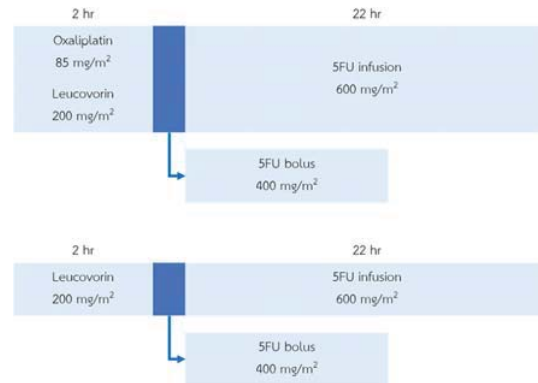 2 hr
22 hr
Oxaliplatin
85 mg/m²
Leucovorin
200 mg/m²
5FU infusion
600 mg/m²
5FU bolus
400 mg/m²
2 hr
22 hr
Leucovorin
200 mg/m²
5FU infusion
600 mg/m²
5FU bolus
400 mg/m²